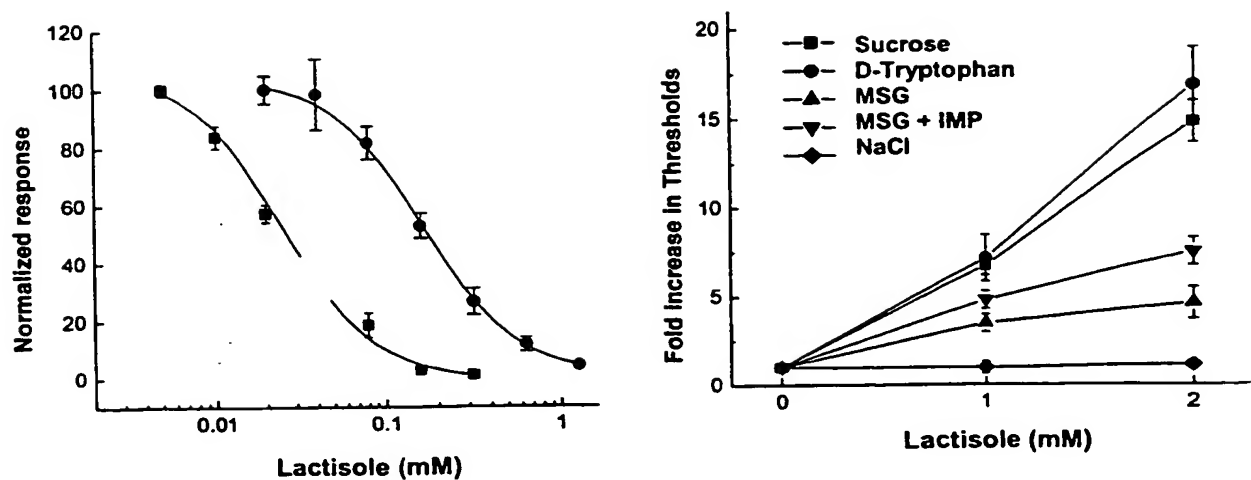 Normalized response
120
100
80
60
40
20
0
0.01
0.1
1
Lactisole (mM)
Fold Increase in Thresholds
20
15
10
5
0
Sucrose
D-Tryptophan
MSG
MSG + IMP
NaCl
0
1
2
Lactisole (mM)